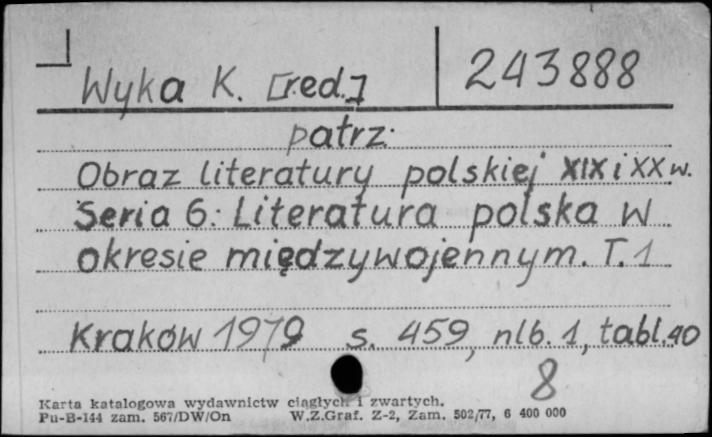 Wyka K. [red.] 243888
patrz:
Obraz literatury polskiej XIX i XX w.
Seria 6: Literatura polska w
okresie międzywojennym. T. 1
Kraków 1979 s. 459, nlb. 1, tabl. 40
8
Karta katalogowa wydawnictw ciągłych i zwartych.
Pu-B-144 zam. 567/DW/On W.Z.Graf. Z-2, Zam. 502/77, 6 400 000